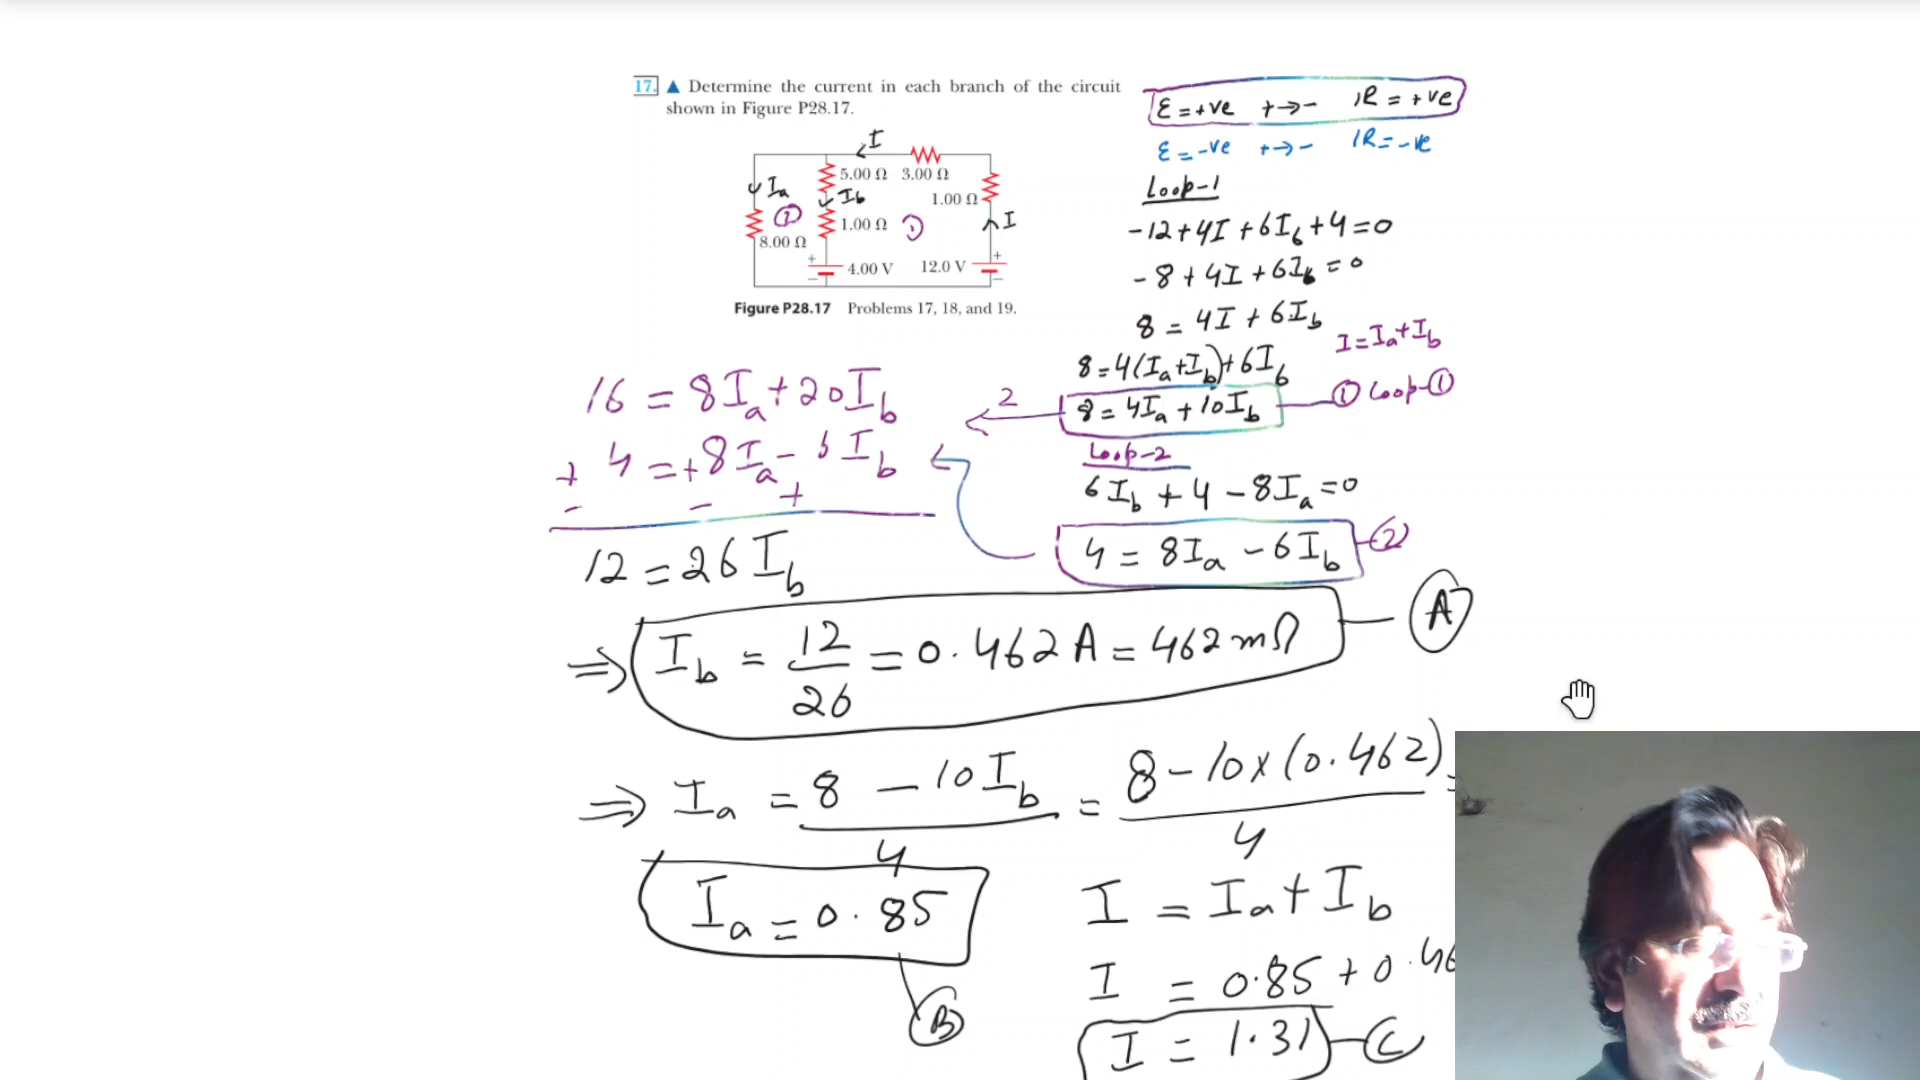 17. ▲ Determine the current in each branch of the circuit
shown in Figure P28.17.
I
5.00 Ω 3.00 Ω
Ia
Ib
1.00 Ω
2
1.00 Ω
1
I
8.00 Ω
+
4.00 V
12.0 V
+
−
−
Figure P28.17 Problems 17, 18, and 19.
ε = +ve + → − IR = +ve
ε = −ve + → − IR = −ve
Loop-1
-12 + 4I + 6Ib + 4 = 0
- 8 + 4I + 6Ib = 0
8 = 4I + 6Ib
I = Ia + Ib
8 = 4(Ia + Ib) + 6Ib
8 = 4Ia + 10Ib
① Loop-①
2
Loop-2
6Ib + 4 - 8Ia = 0
4 = 8Ia - 6Ib
②
16 = 8Ia + 20Ib
+ 4 = +8Ia - 6Ib
- - +
12 = 26Ib
⇒ Ib = 12/26 = 0.462 A = 462 mΩ
A
⇒ Ia = 8 - 10Ib / 4 = 8 - 10 x (0.462) / 4
Ia = 0.85
B
I = Ia + Ib
I = 0.85 + 0.46
I = 1.31
C